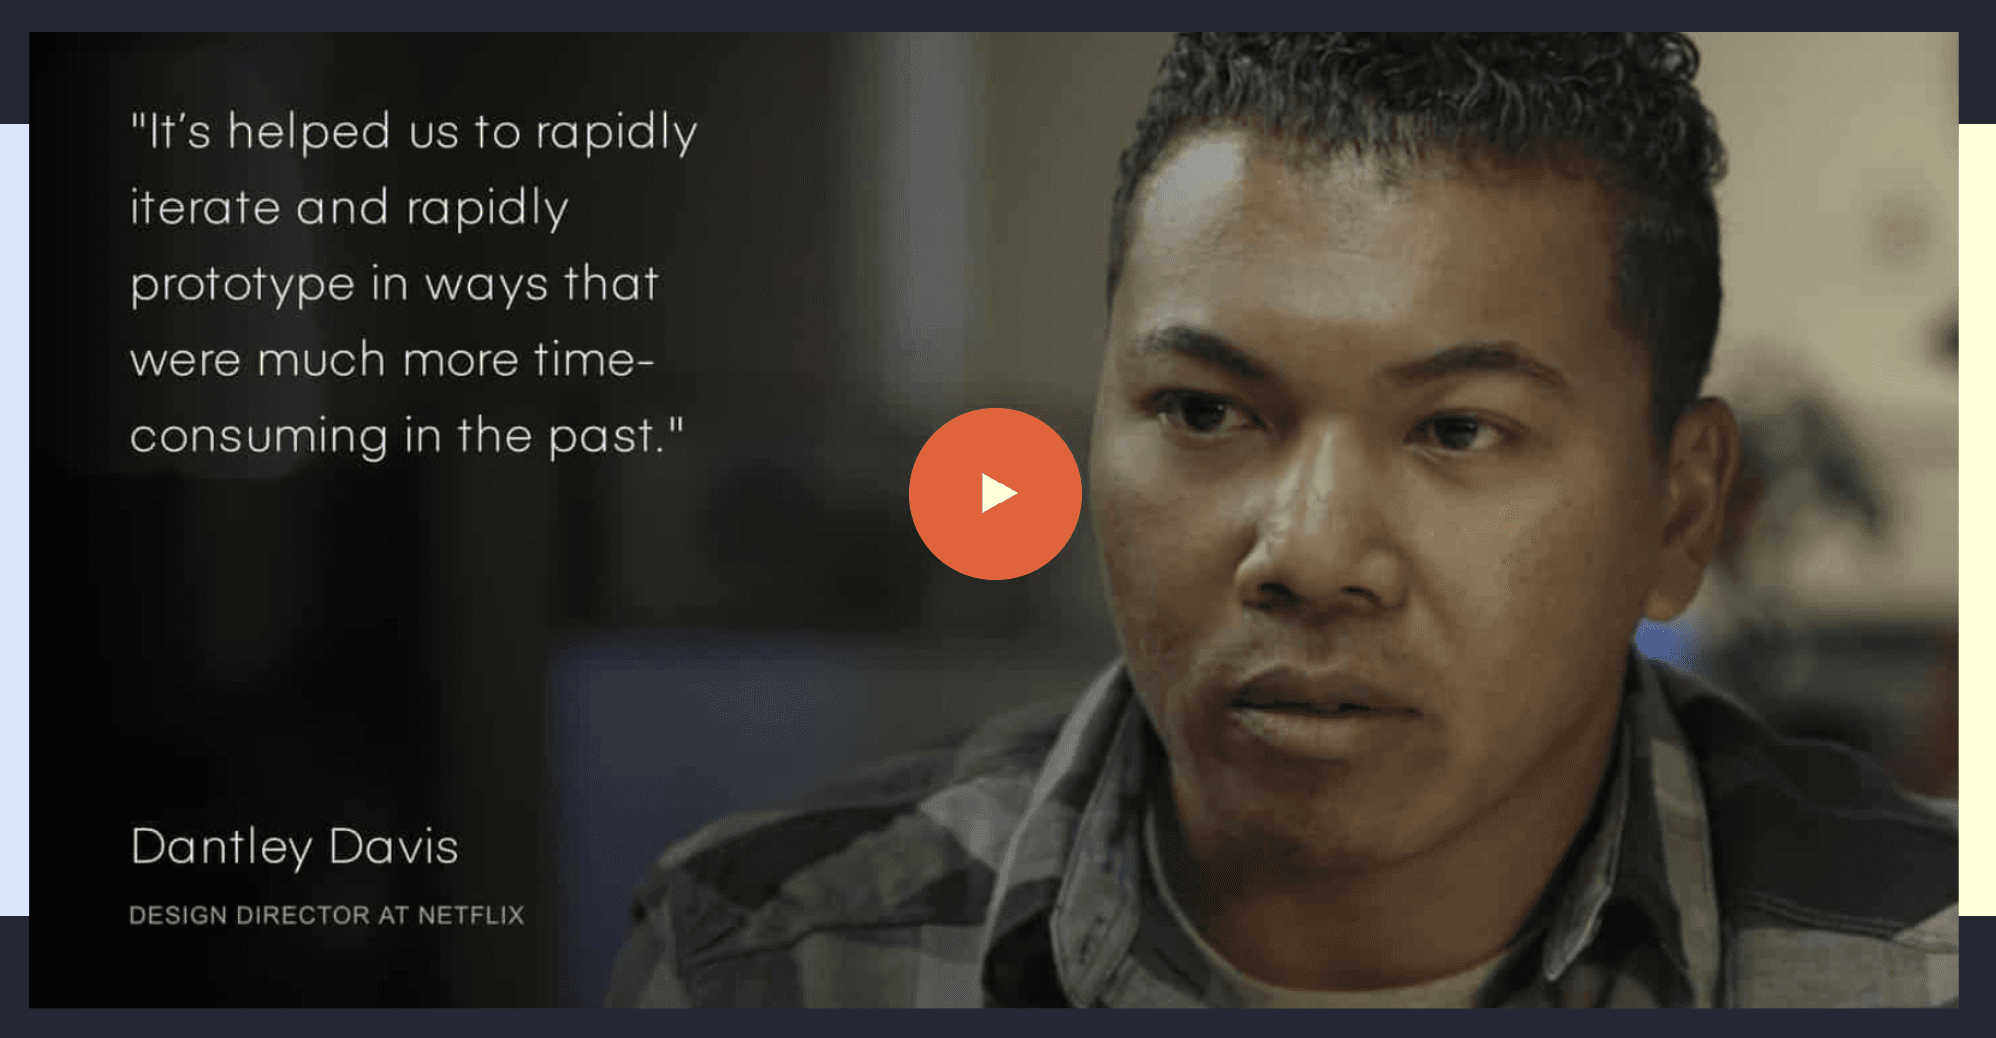 "It's helped us to rapidly
iterate and rapidly
prototype in ways that
were much more time-
consuming in the past."
Dantley Davis
DESIGN DIRECTOR AT NETFLIX